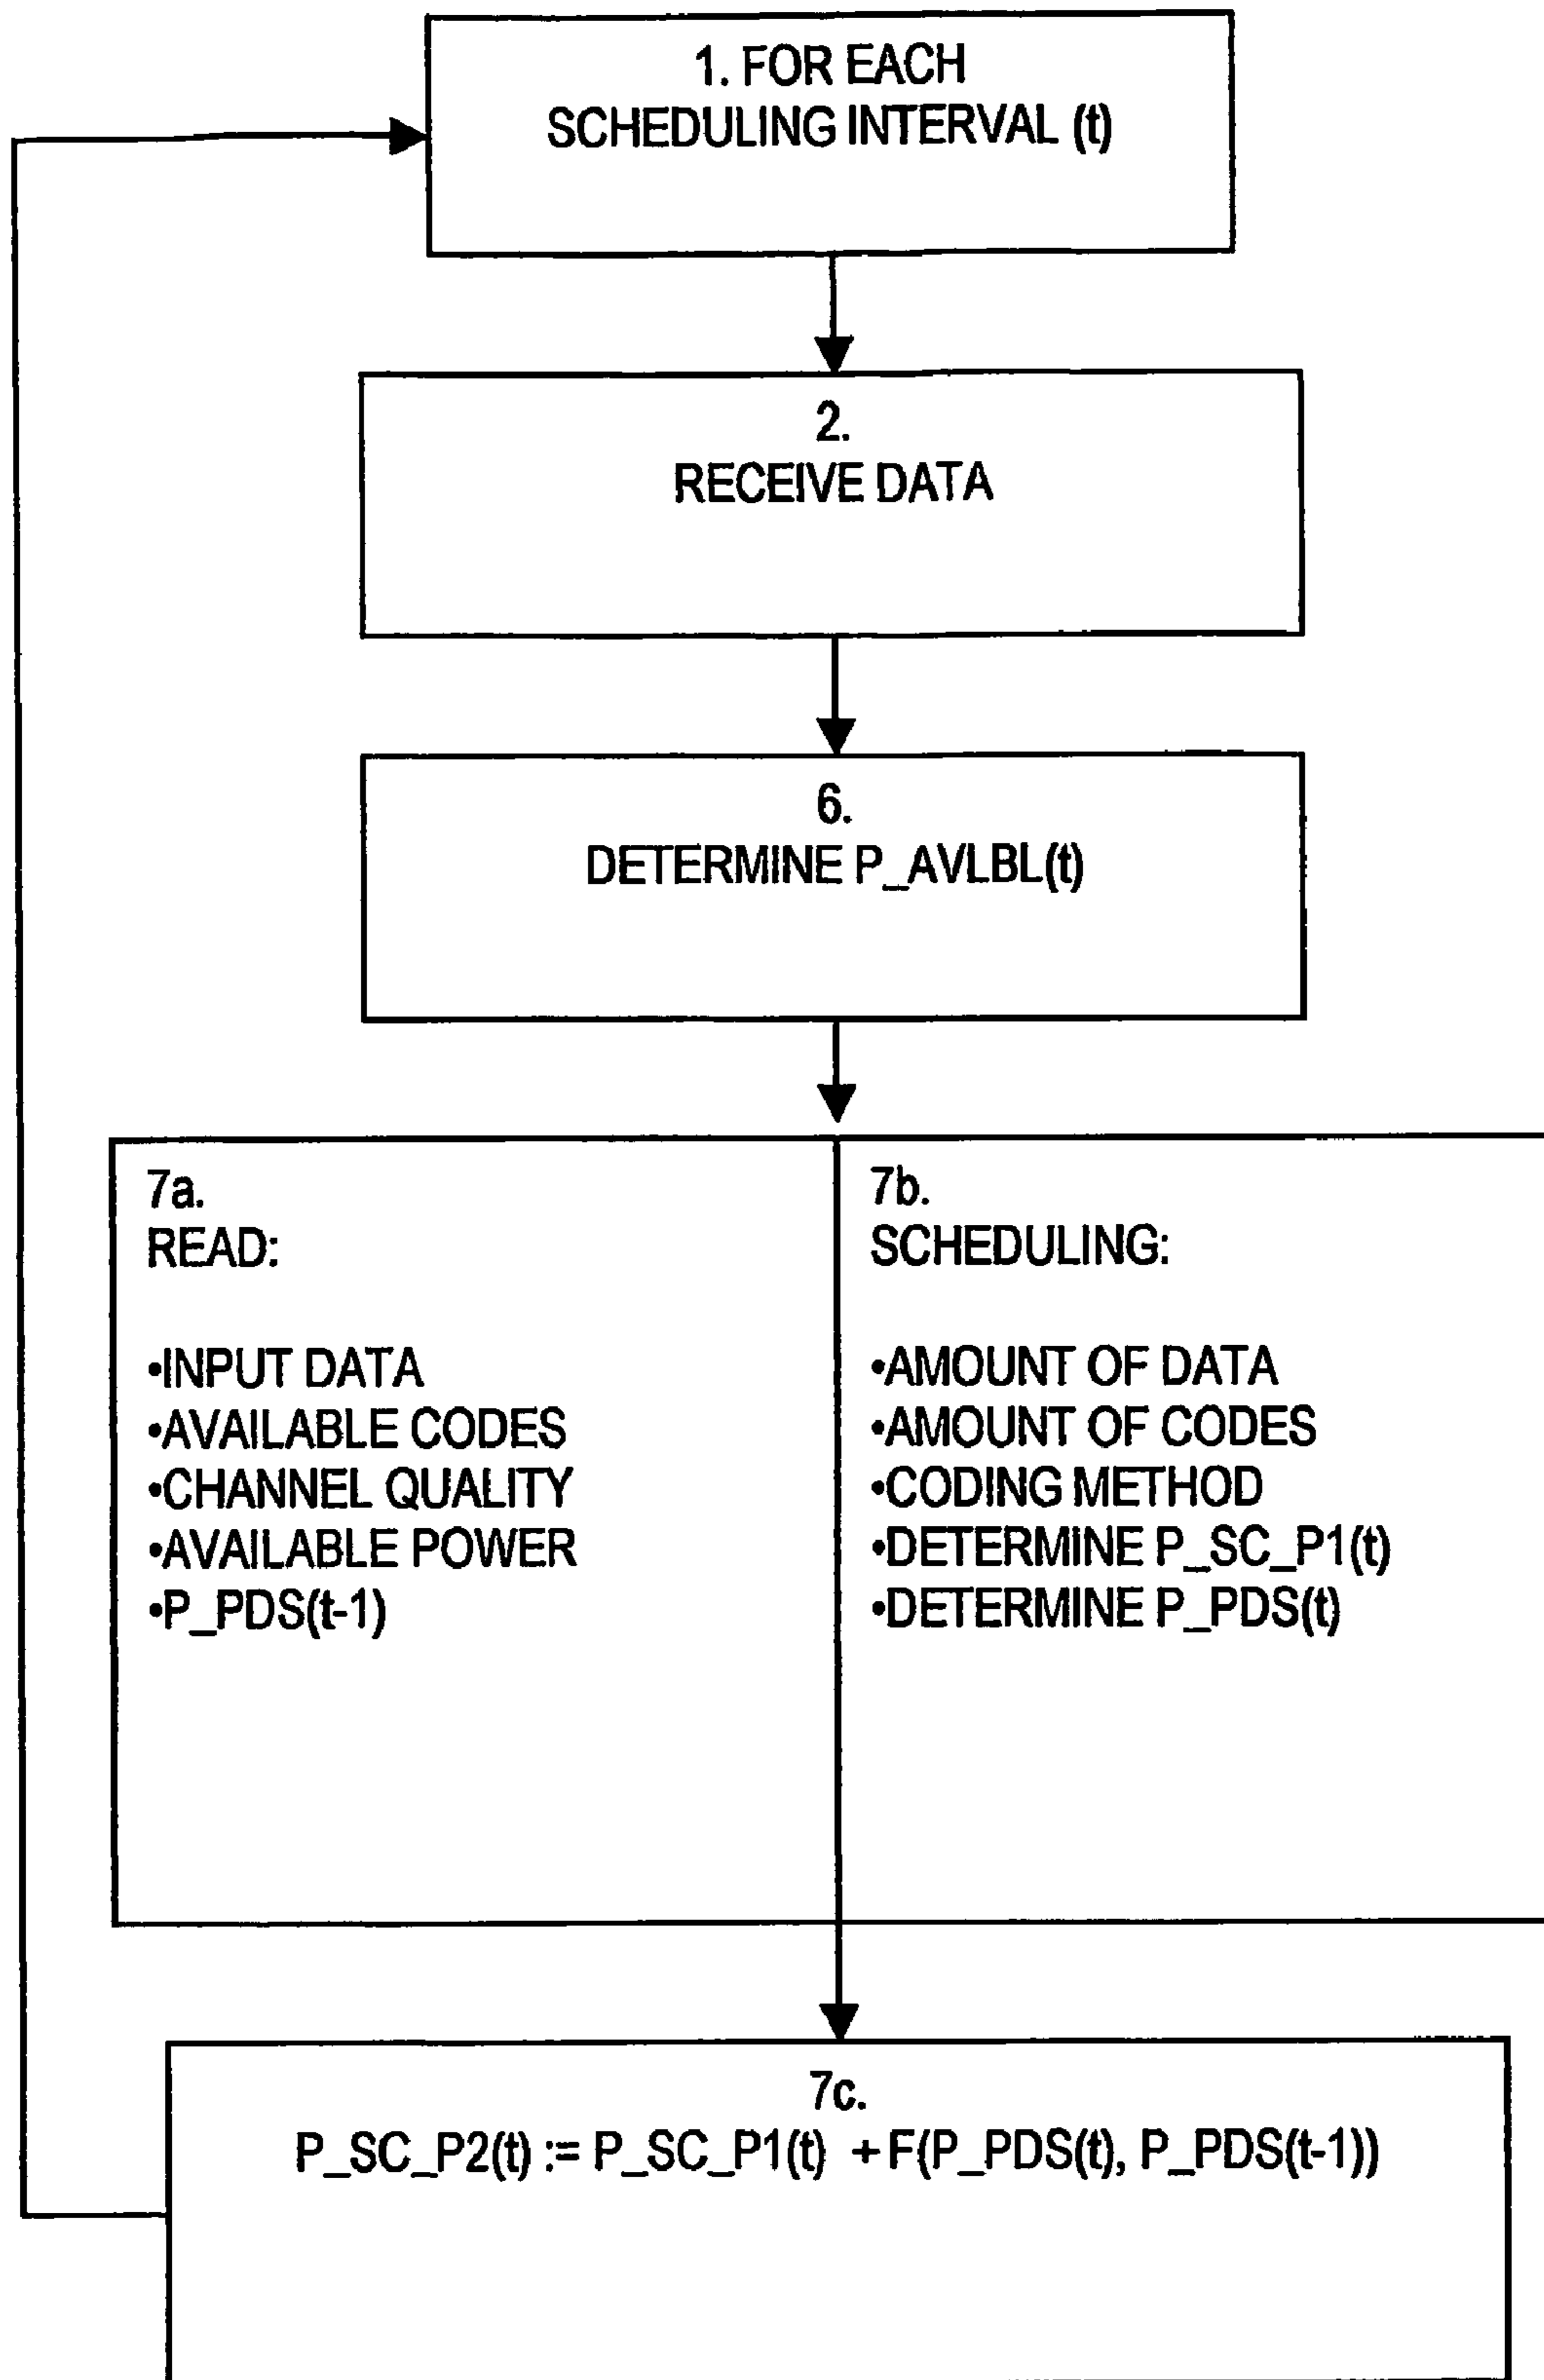 1. FOR EACH
SCHEDULING INTERVAL (t)
2.
RECEIVE DATA
6.
DETERMINE P_AVLBL(t)
7a.
READ:
•INPUT DATA
•AVAILABLE CODES
•CHANNEL QUALITY
•AVAILABLE POWER
•P_PDS(t-1)
7b.
SCHEDULING:
•AMOUNT OF DATA
•AMOUNT OF CODES
•CODING METHOD
•DETERMINE P_SC_P1(t)
•DETERMINE P_PDS(t)
7c.
P_SC_P2(t) := P_SC_P1(t) + F(P_PDS(t), P_PDS(t-1))